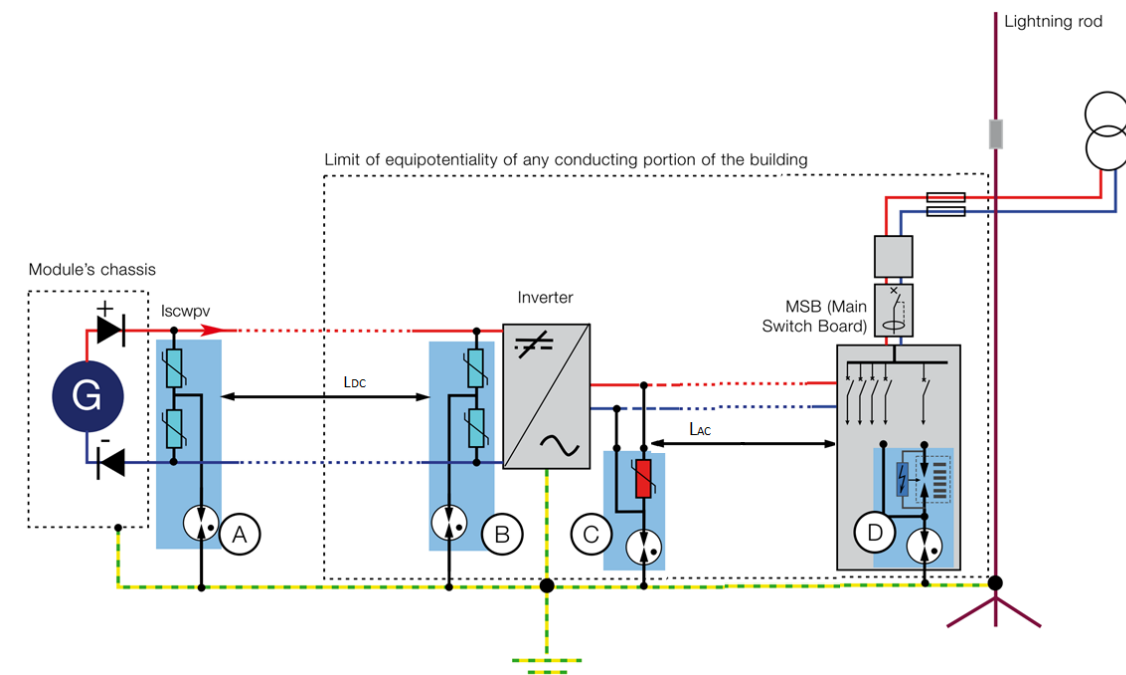 Lightning rod
Limit of equipotentiality of any conducting portion of the building
Module's chassis
Iscwpv
Inverter
MSB (Main
Switch Board)
+
G
-
LDC
LAC
A
B
C
D